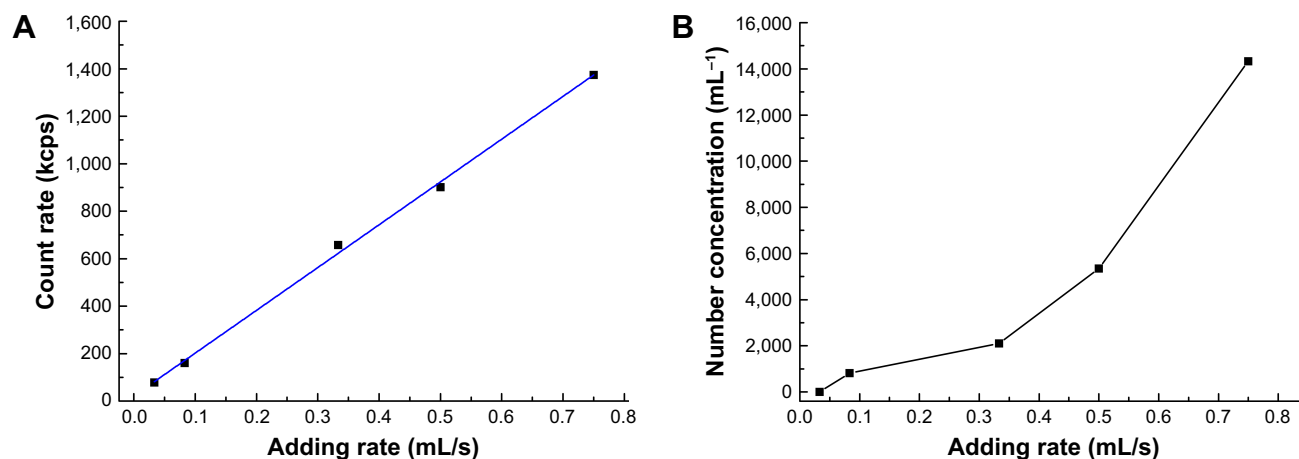 A
Count rate (kcps)
1,600
1,400
1,200
1,000
800
600
400
200
0
0.0 0.1 0.2 0.3 0.4 0.5 0.6 0.7 0.8
Adding rate (mL/s)
B
Number concentration (mL⁻¹)
16,000
14,000
12,000
10,000
8,000
6,000
4,000
2,000
0
0.0 0.1 0.2 0.3 0.4 0.5 0.6 0.7 0.8
Adding rate (mL/s)